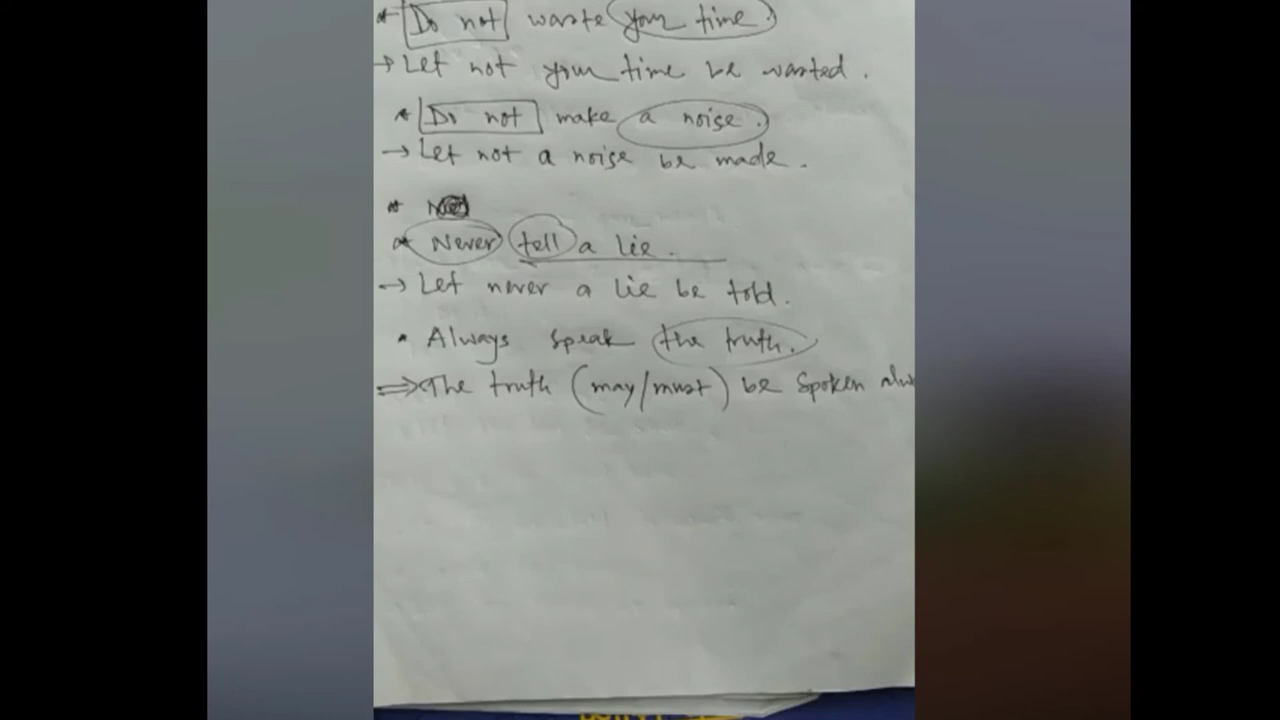 * Do not waste your time.
→ Let not your time be wasted.
* Do not make a noise.
→ Let not a noise be made.
*
* Never tell a lie.
→ Let never a lie be told.
• Always speak the truth.
⇒ The truth (may/must) be spoken